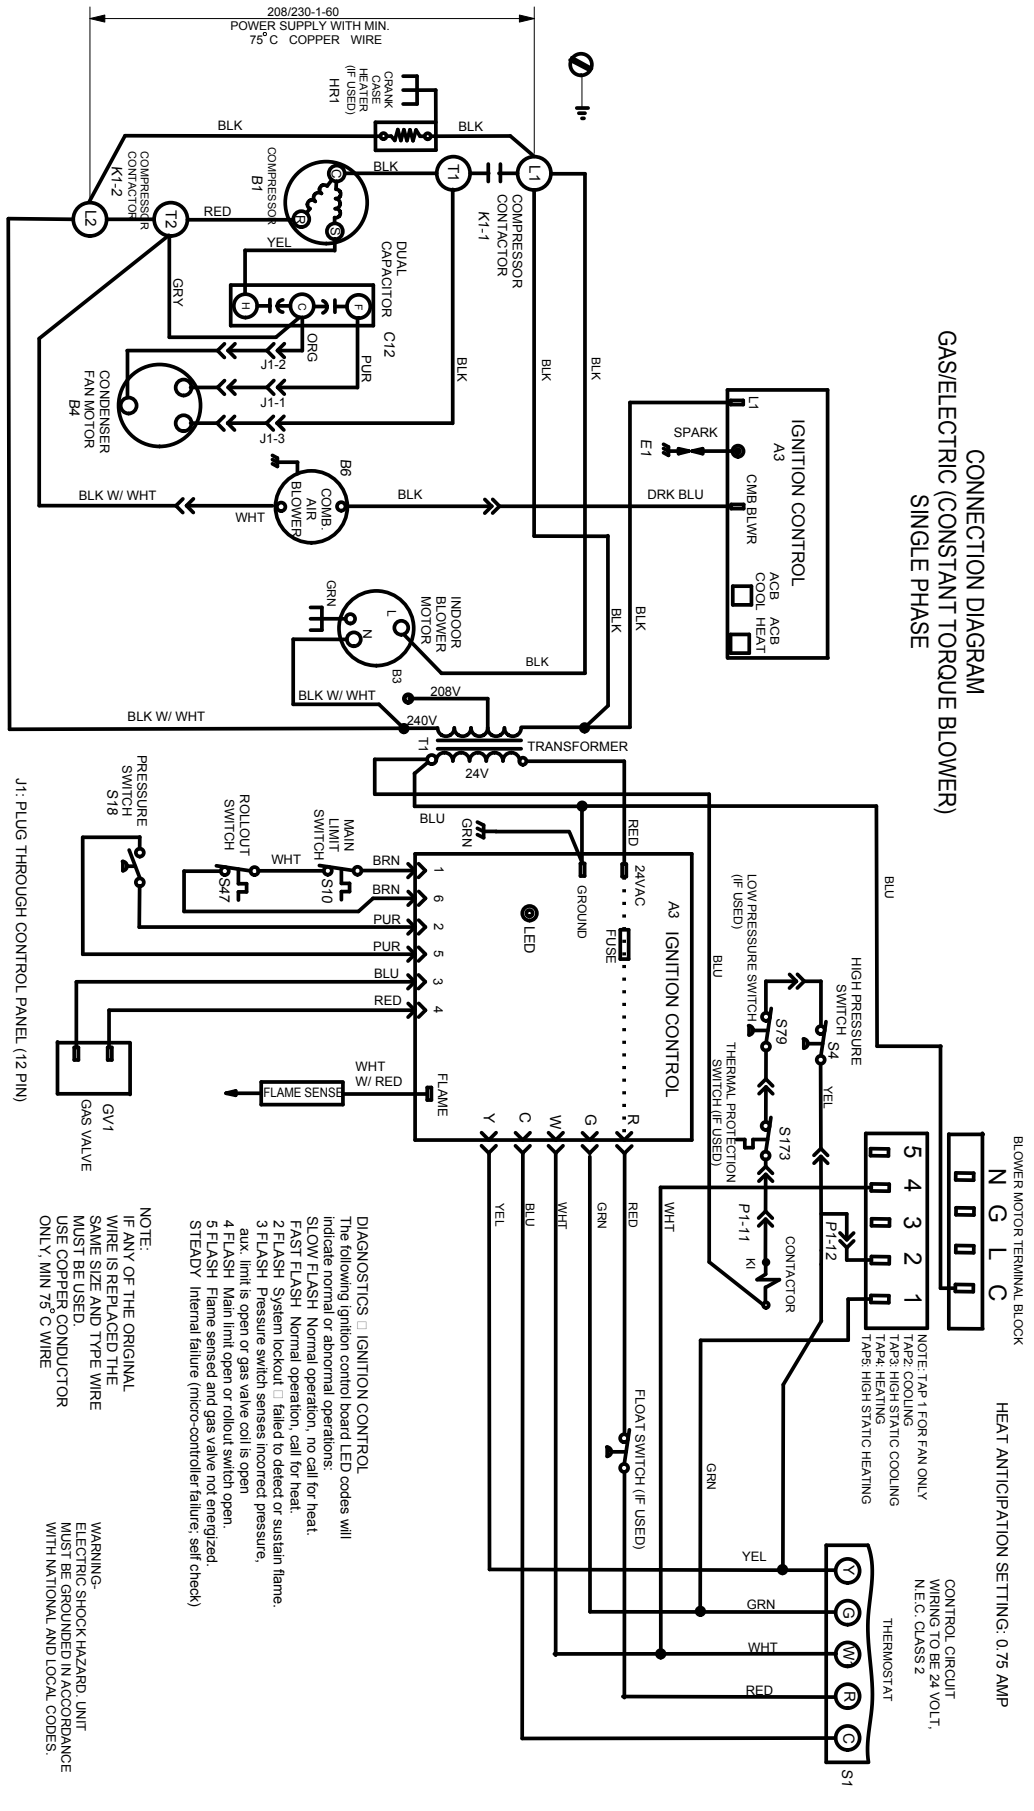 CONNECTION DIAGRAM
GAS/ELECTRIC (CONSTANT TORQUE BLOWER)
SINGLE PHASE
208/230-1-60
POWER SUPPLY WITH MIN.
75°C COPPER WIRE
CRANK
CASE
HEATER
(IF USED)
HR1
BLK
BLK
L1
T1
BLK
COMPRESSOR
CONTACTOR
K1-1
COMPRESSOR
B1
C
R
S
COMPRESSOR
CONTACTOR
K1-2
L2
T2
RED
YEL
GRY
DUAL
CAPACITOR
C12
H
C
F
ORG
PUR
J1-2
J1-1
J1-3
BLK
BLK
BLK
CONDENSER
FAN MOTOR
B4
B6
COMB.
AIR
BLOWER
BLK W/ WHT
WHT
BLK
DRK BLU
IGNITION CONTROL
A3
L1
SPARK
E1
CMB BLWR
ACB
COOL
ACB
HEAT
BLK
BLK
INDOOR
BLOWER
MOTOR
B3
L
N
GRN
BLK
BLK W/ WHT
BLK W/ WHT
208V
240V
T1
TRANSFORMER
24V
BLU
GRN
RED
BLU
BLU
A3 IGNITION CONTROL
24VAC
GROUND
FUSE
LED
FLAME
1
6
2
5
3
4
BRN
BRN
PUR
PUR
BLU
RED
WHT
MAIN
LIMIT
SWITCH
S10
ROLLOUT
SWITCH
S47
PRESSURE
SWITCH
S18
GV1
GAS VALVE
WHT
W/ RED
FLAME SENSE
R
G
W
C
Y
RED
GRN
WHT
BLU
YEL
J1: PLUG THROUGH CONTROL PANEL (12 PIN)
LOW PRESSURE SWITCH
(IF USED)
S79
HIGH PRESSURE
SWITCH
S4
THERMAL PROTECTION
SWITCH (IF USED)
S173
YEL
P1-11
P1-12
CONTACTOR
KI
WHT
BLOWER MOTOR TERMINAL BLOCK
N G L C
5 4 3 2 1
NOTE: TAP 1 FOR FAN ONLY
TAP2: COOLING
TAP3: HIGH STATIC COOLING
TAP4: HEATING
TAP5: HIGH STATIC HEATING
HEAT ANTICIPATION SETTING: 0.75 AMP
FLOAT SWITCH (IF USED)
GRN
YEL
GRN
WHT
RED
CONTROL CIRCUIT
WIRING TO BE 24 VOLT,
N.E.C. CLASS 2
THERMOSTAT
Y
G
W
R
C
S1
DIAGNOSTICS □ IGNITION CONTROL
The following ignition control board LED codes will
indicate normal or abnormal operations:
SLOW FLASH Normal operation, no call for heat.
FAST FLASH Normal operation, call for heat.
2 FLASH System lockout □ failed to detect or sustain flame.
3 FLASH Pressure switch senses incorrect pressure,
aux. limit is open or gas valve coil is open
4 FLASH Main limit open or rollout switch open.
5 FLASH Flame sensed and gas valve not energized.
STEADY Internal failure (micro-controller failure; self check)
NOTE:
IF ANY OF THE ORIGINAL
WIRE IS REPLACED THE
SAME SIZE AND TYPE WIRE
MUST BE USED.
USE COPPER CONDUCTOR
ONLY, MIN 75°C WIRE
WARNING-
ELECTRIC SHOCK HAZARD. UNIT
MUST BE GROUNDED IN ACCORDANCE
WITH NATIONAL AND LOCAL CODES.